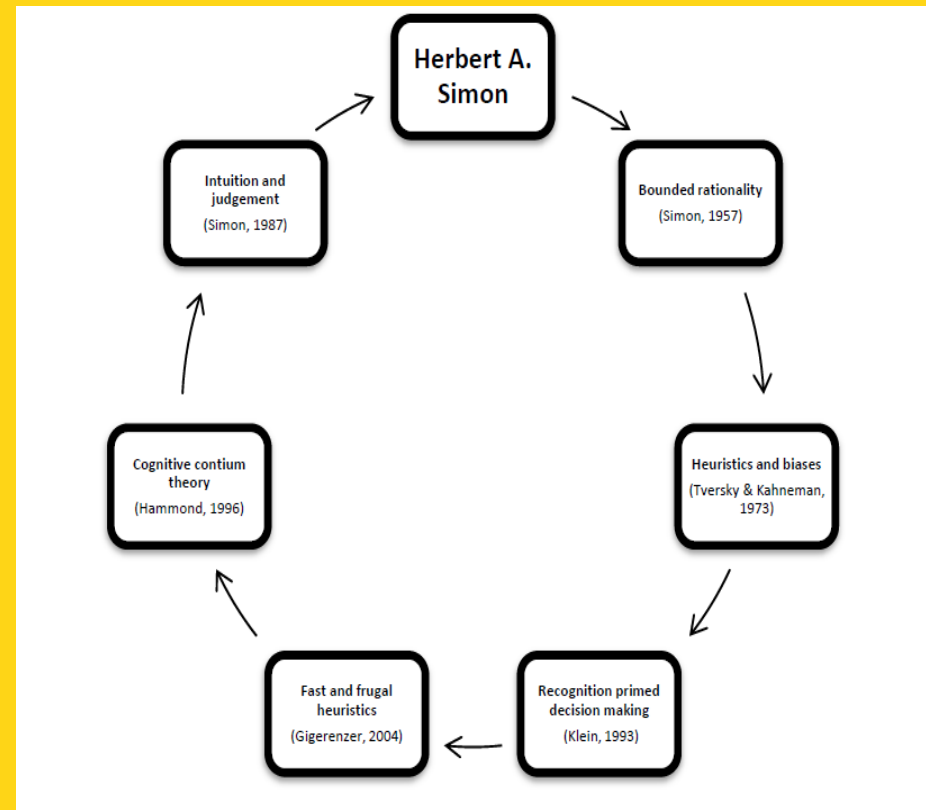 Herbert A.
Simon
Bounded rationality
(Simon, 1957)
Heuristics and biases
(Tversky & Kahneman,
1973)
Recognition primed
decision making
(Klein, 1993)
Fast and frugal
heuristics
(Gigerenzer, 2004)
Cognitive contium
theory
(Hammond, 1996)
Intuition and
judgement
(Simon, 1987)